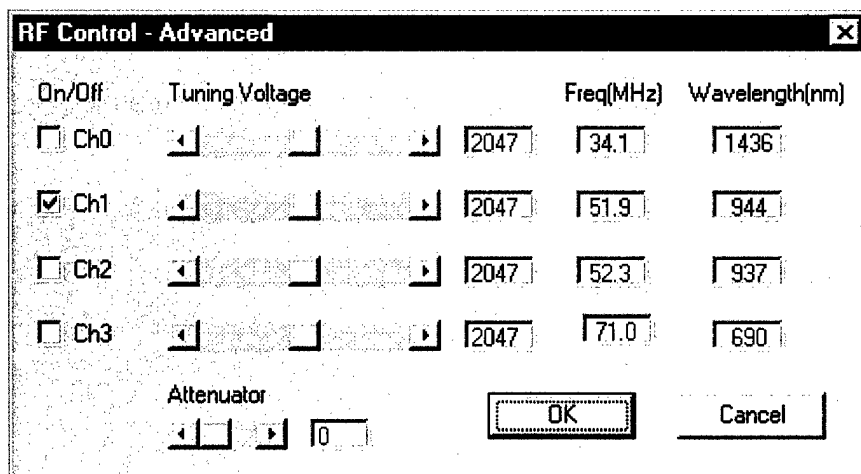 RF Control - Advanced
On/Off Tuning Voltage Freq(MHz) Wavelength(nm)
Ch0 2047 34.1 1436
Ch1 2047 51.9 944
Ch2 2047 52.3 937
Ch3 2047 71.0 690
Attenuator
0
OK Cancel